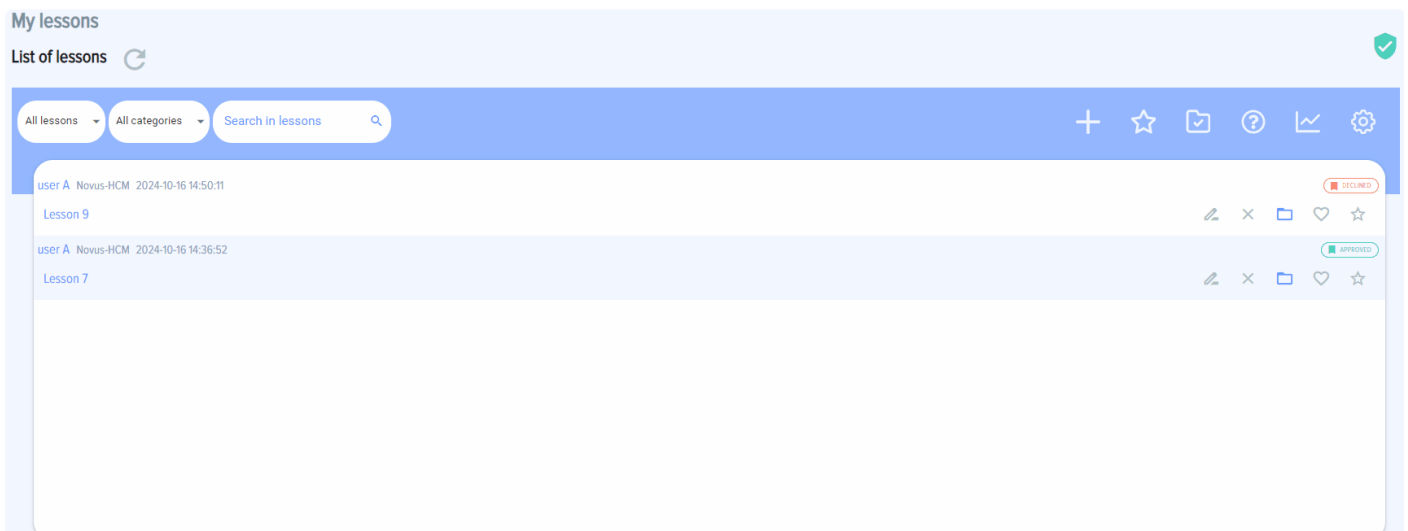 My lessons
List of lessons
All lessons All categories Search in lessons
user A Novus-HCM 2024-10-16 14:50:11 DECLINED
Lesson 9
user A Novus-HCM 2024-10-16 14:36:52 APPROVED
Lesson 7